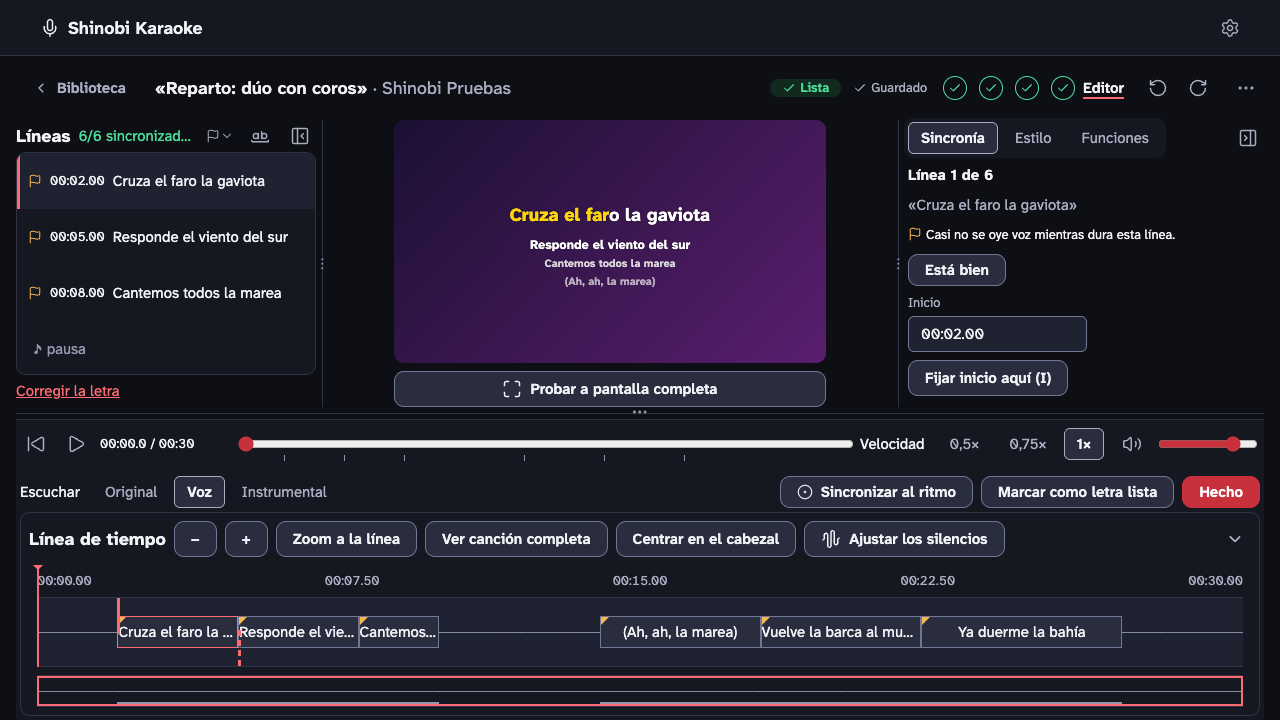 Shinobi Karaoke
Biblioteca
«Reparto: dúo con coros» · Shinobi Pruebas
Lista
Guardado
Editor
Líneas
6/6 sincronizad...
ab
00:02.00 Cruza el faro la gaviota
00:05.00 Responde el viento del sur
00:08.00 Cantemos todos la marea
♪ pausa
Corregir la letra
Cruza el faro la gaviota
Responde el viento del sur
Cantemos todos la marea
(Ah, ah, la marea)
Probar a pantalla completa
Sincronía
Estilo
Funciones
Línea 1 de 6
«Cruza el faro la gaviota»
Casi no se oye voz mientras dura esta línea.
Está bien
Inicio
00:02.00
Fijar inicio aquí (I)
00:00.0 / 00:30
Velocidad
0,5×
0,75×
1×
Escuchar
Original
Voz
Instrumental
Sincronizar al ritmo
Marcar como letra lista
Hecho
Línea de tiempo
−
+
Zoom a la línea
Ver canción completa
Centrar en el cabezal
Ajustar los silencios
00:00.00
00:07.50
00:15.00
00:22.50
00:30.00
Cruza el faro la ...
Responde el vie...
Cantemos...
(Ah, ah, la marea)
Vuelve la barca al mu...
Ya duerme la bahía